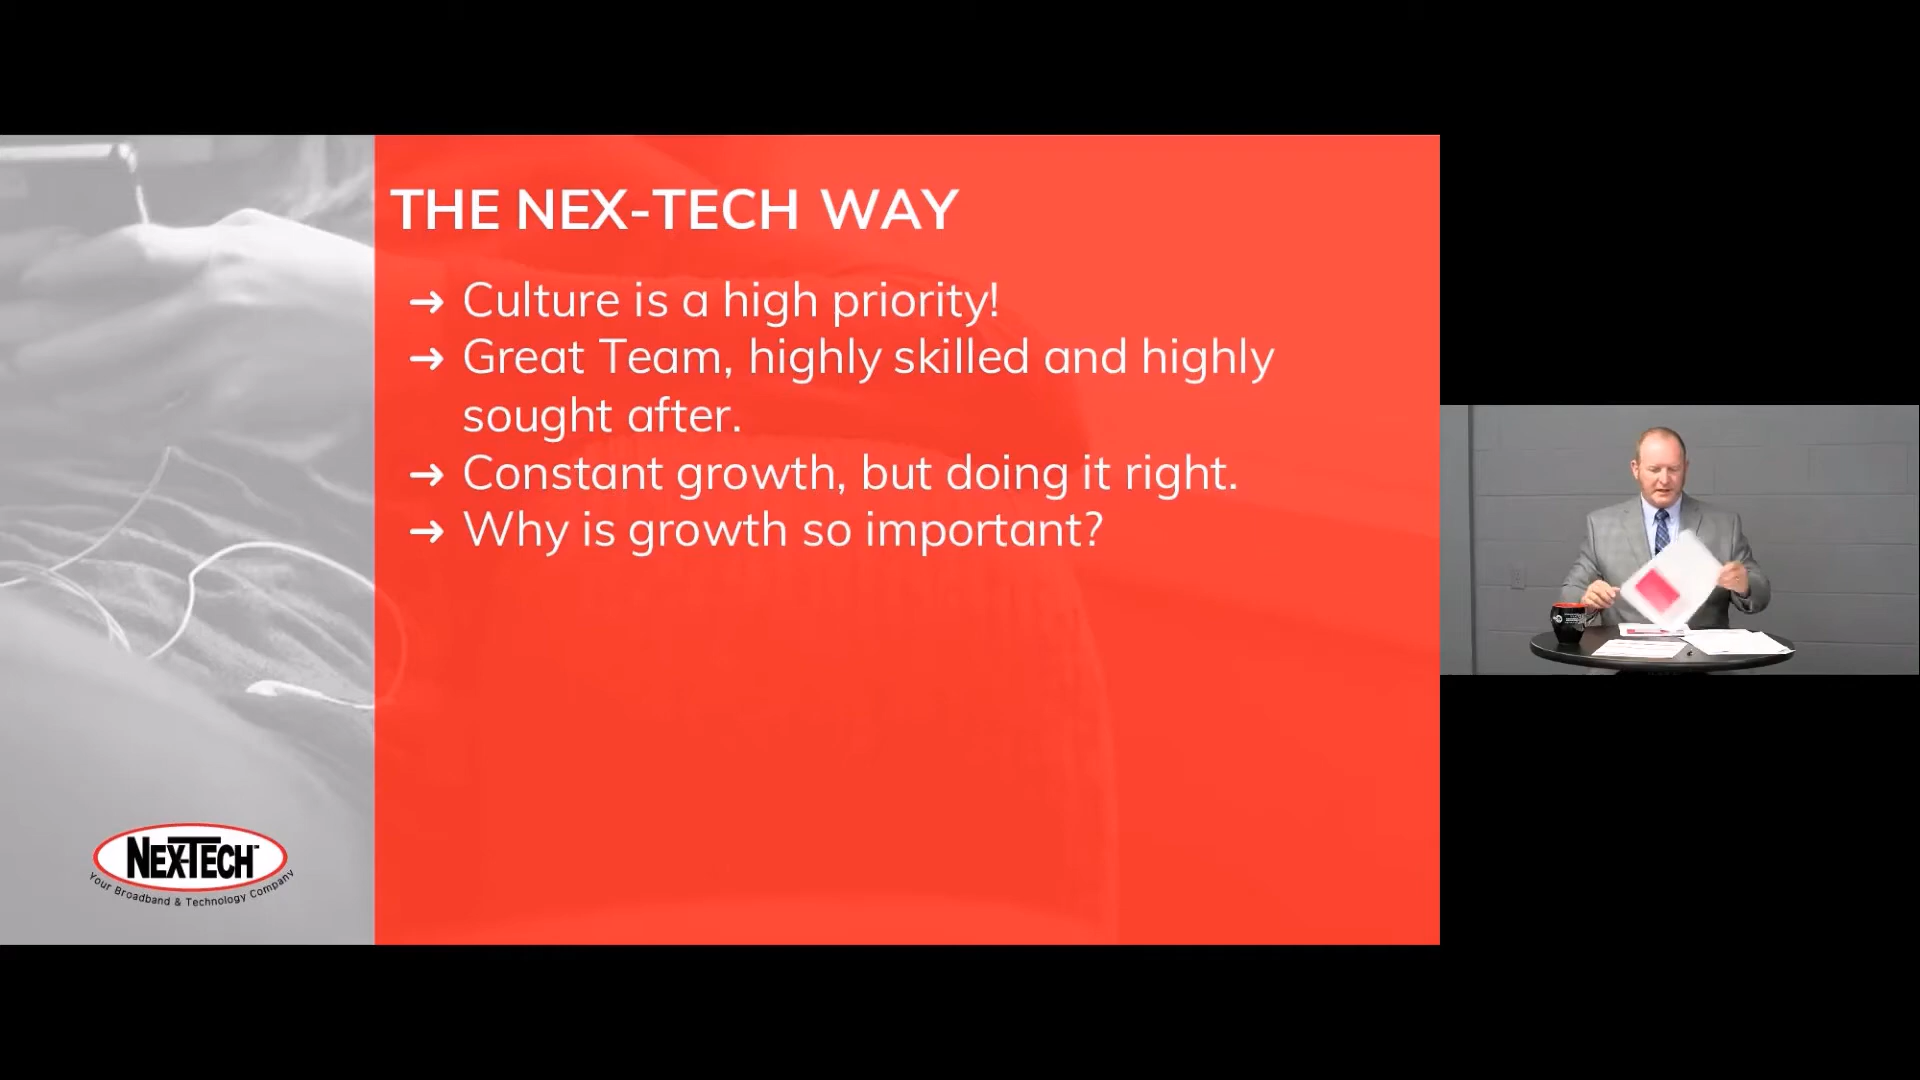 THE NEX-TECH WAY
➔ Culture is a high priority!
➔ Great Team, highly skilled and highly
sought after.
➔ Constant growth, but doing it right.
➔ Why is growth so important?
NEX-TECH™
Your Broadband & Technology Company